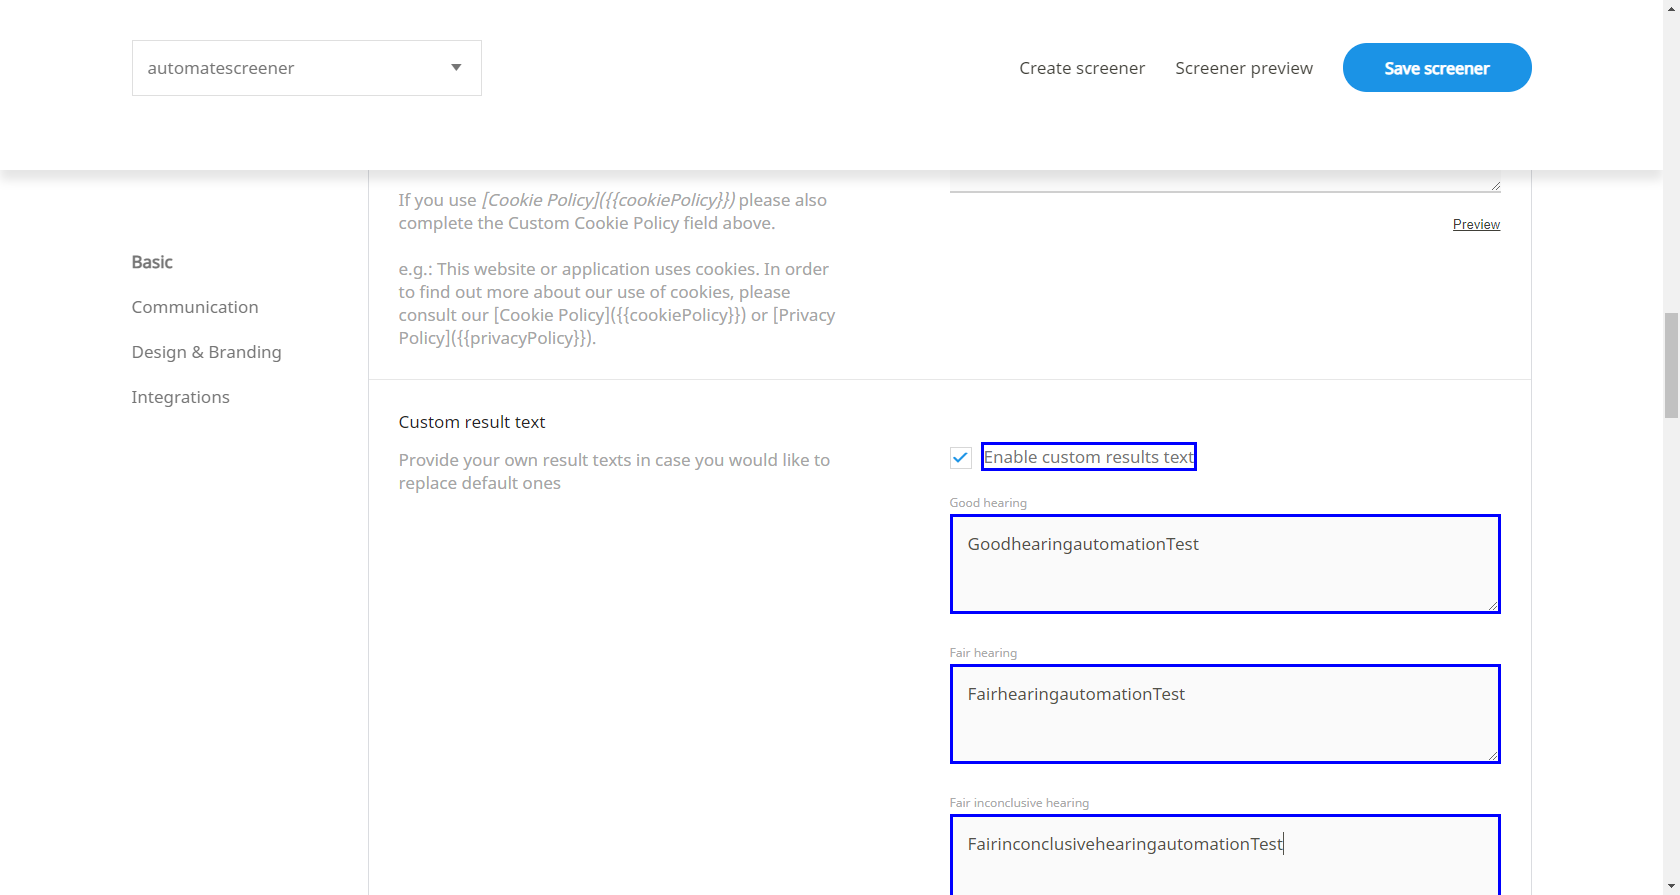 automatescreener
Create screener
Screener preview
Save screener
Basic
Communication
Design & Branding
Integrations
If you use [Cookie Policy]({{cookiePolicy}}) please also
complete the Custom Cookie Policy field above.
e.g.: This website or application uses cookies. In order
to find out more about our use of cookies, please
consult our [Cookie Policy]({{cookiePolicy}}) or [Privacy
Policy]({{privacyPolicy}}).
Preview
Custom result text
Provide your own result texts in case you would like to
replace default ones
Enable custom results text
Good hearing
GoodhearingautomationTest
Fair hearing
FairhearingautomationTest
Fair inconclusive hearing
FairinconclusivehearingautomationTest